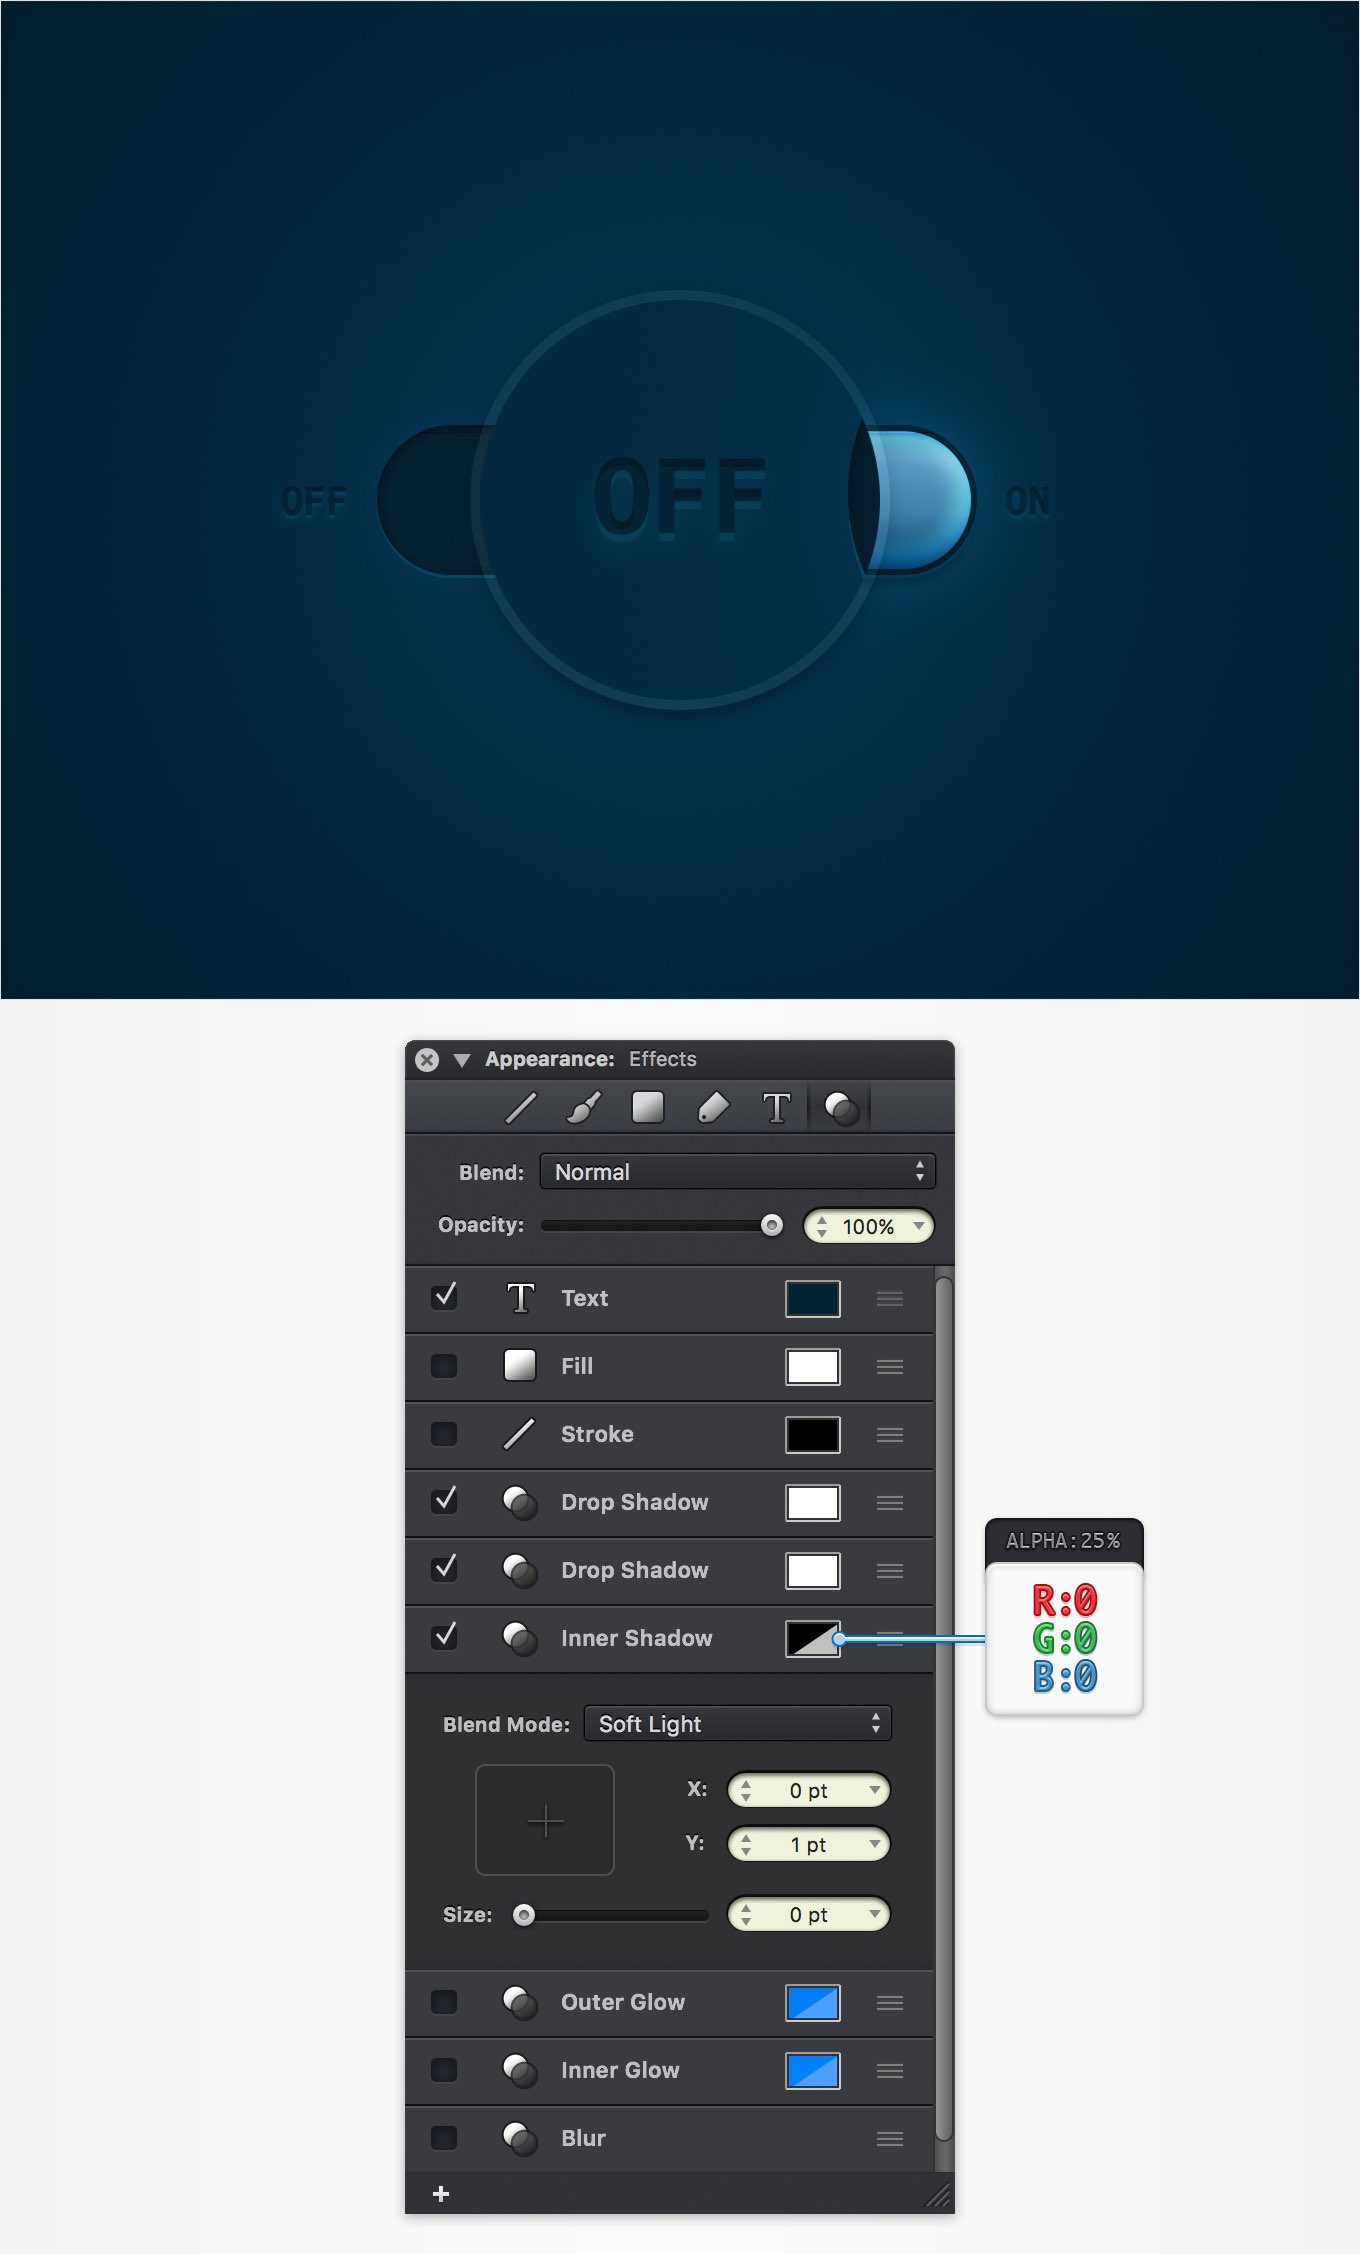 OFF
OFF
ON
Appearance: Effects
Blend: Normal
Opacity: 100%
T Text
Fill
Stroke
Drop Shadow
Drop Shadow
Inner Shadow
ALPHA:25%
R:0
G:0
B:0
Blend Mode: Soft Light
X: 0 pt
Y: 1 pt
Size: 0 pt
Outer Glow
Inner Glow
Blur